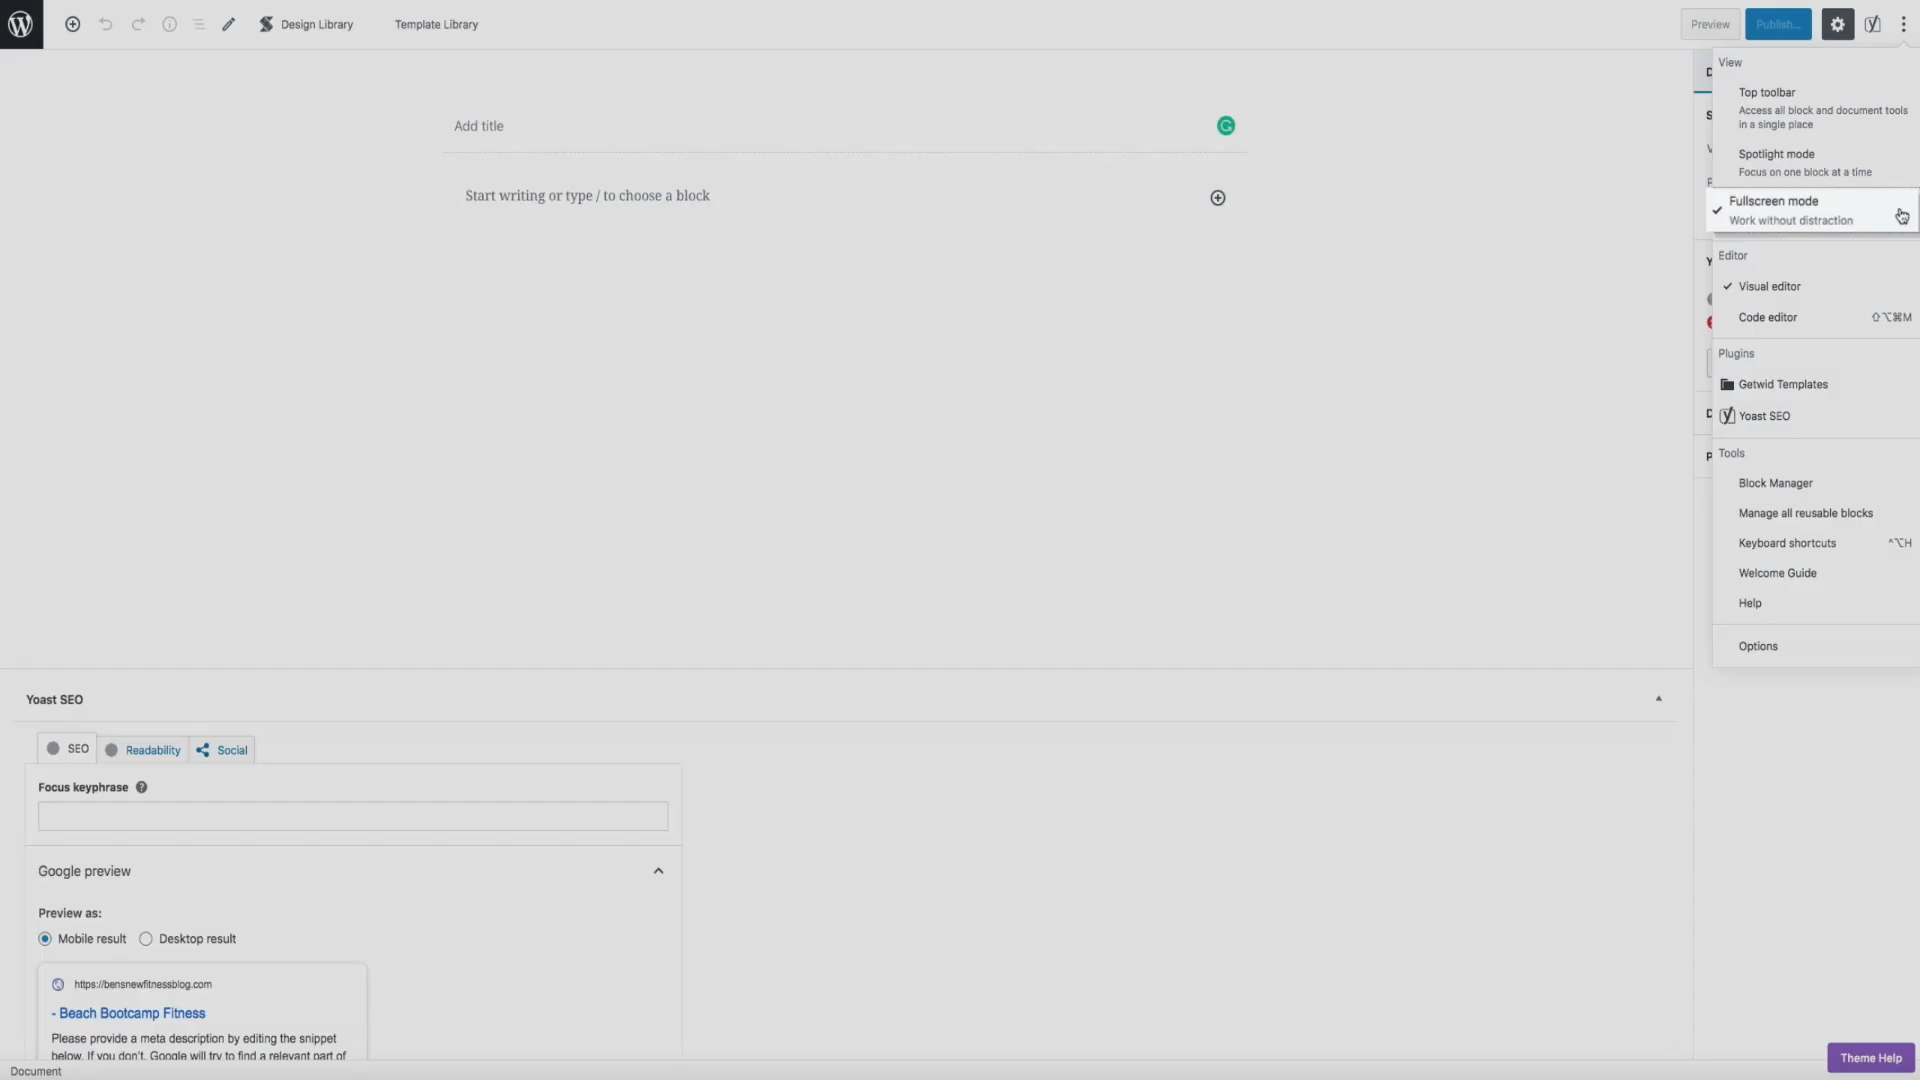 Design Library
Template Library
Preview
Publish...
View
Top toolbar
Access all block and document tools
in a single place
Spotlight mode
Focus on one block at a time
Fullscreen mode
Work without distraction
Editor
Visual editor
Code editor ⇧⌥⌘M
Plugins
Getwid Templates
Yoast SEO
Tools
Block Manager
Manage all reusable blocks
Keyboard shortcuts ^⌥H
Welcome Guide
Help
Options
Add title
Start writing or type / to choose a block
Yoast SEO
SEO
Readability
Social
Focus keyphrase
Google preview
Preview as:
Mobile result
Desktop result
https://bensnewfitnessblog.com
- Beach Bootcamp Fitness
Please provide a meta description by editing the snippet
below. If you don't, Google will try to find a relevant part of
Document
Theme Help